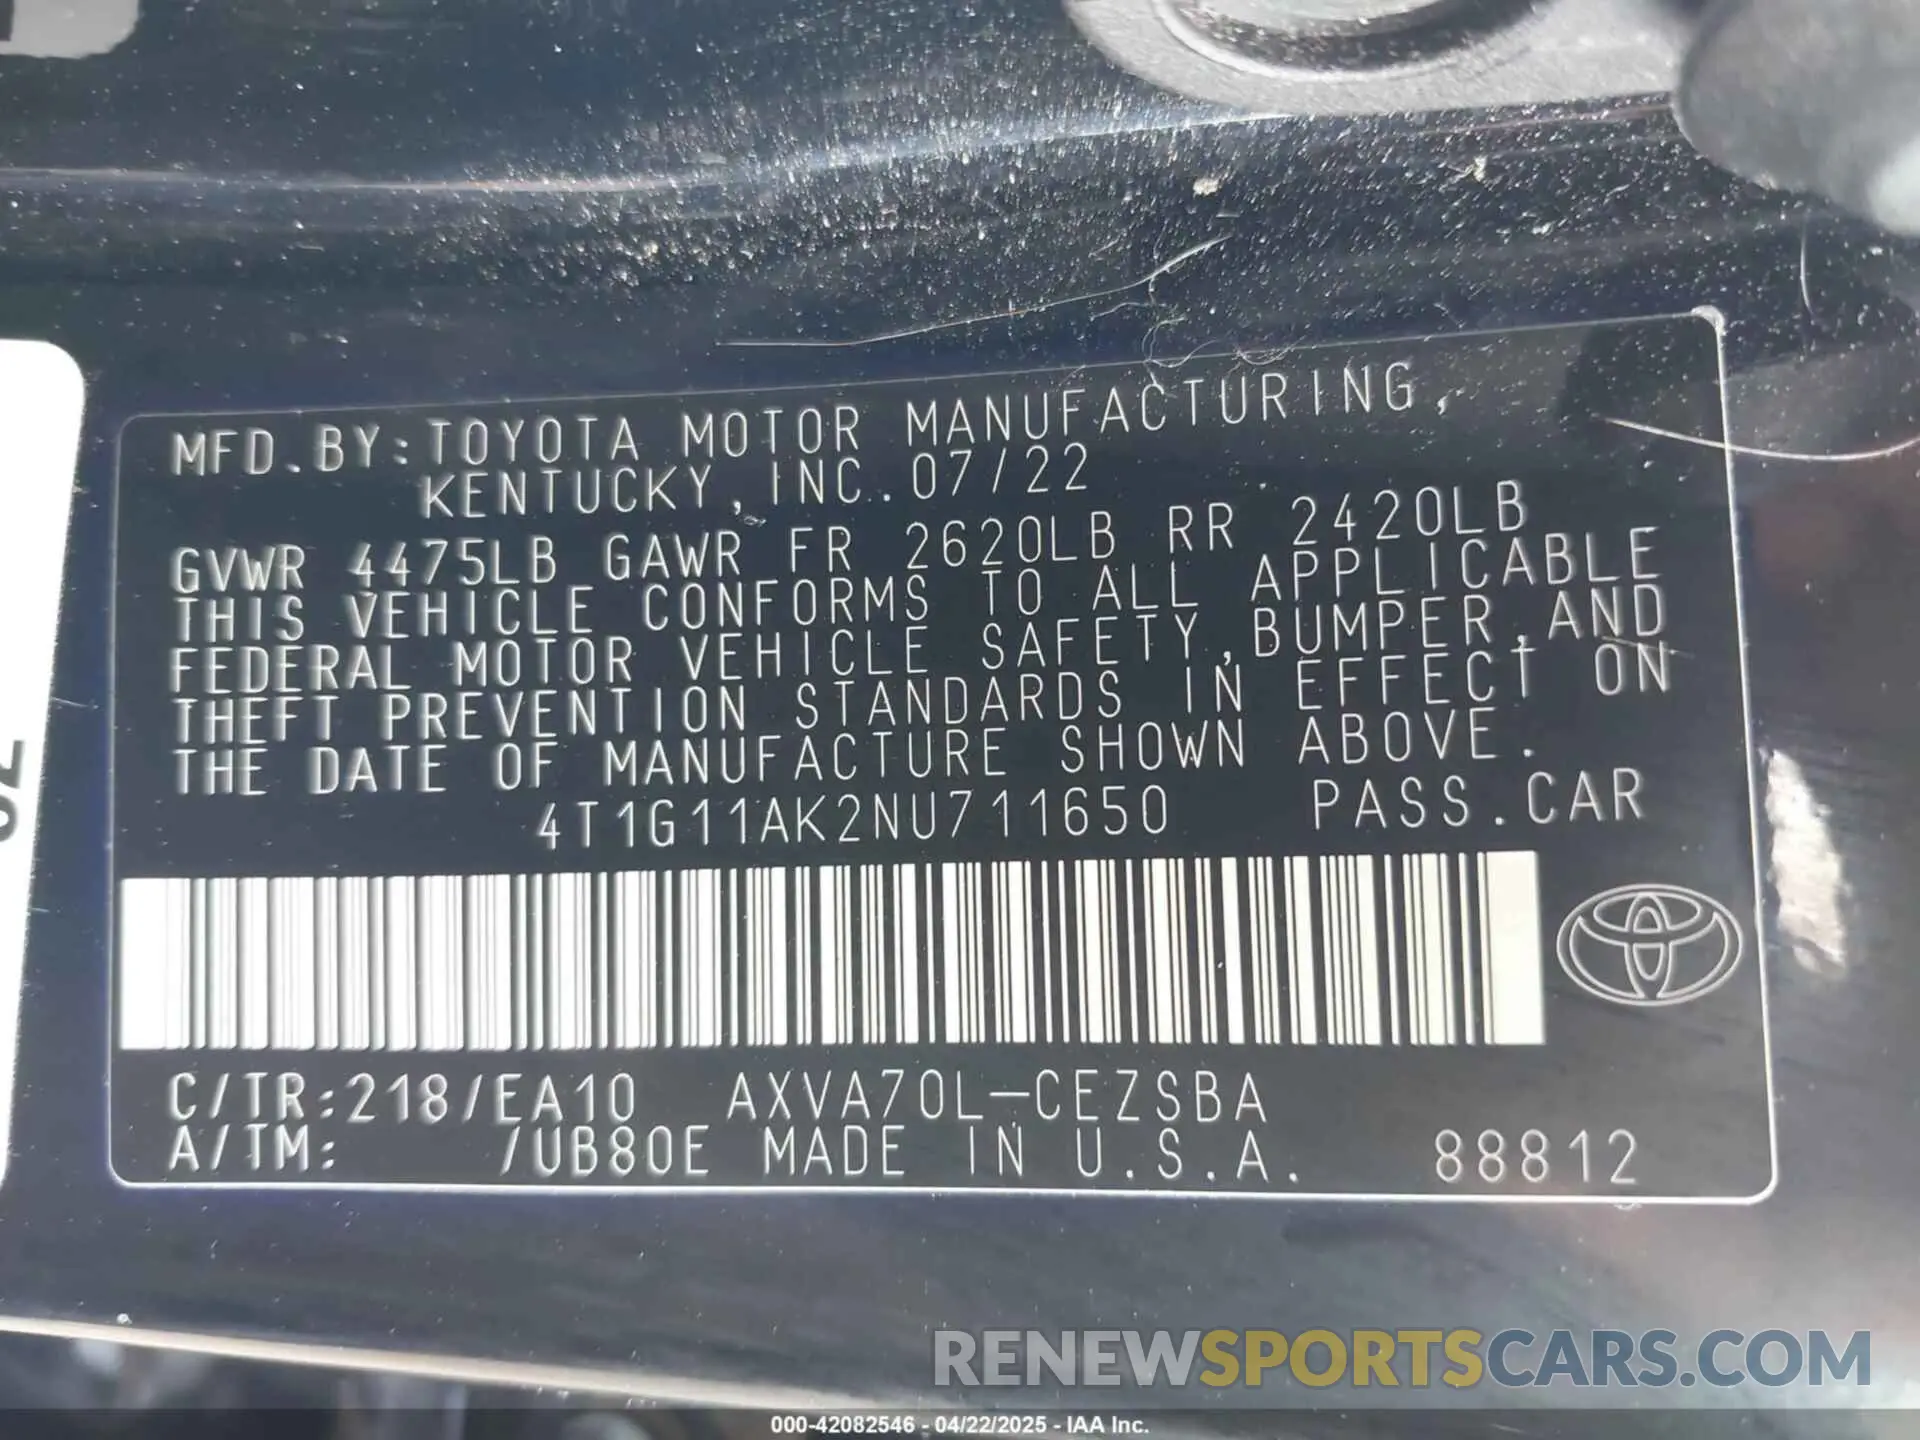 MFD.BY:TOYOTA MOTOR MANUFACTURING,
KENTUCKY,INC.07/22
GVWR 4475LB GAWR FR 2620LB RR 2420LB
THIS VEHICLE CONFORMS TO ALL APPLICABLE
FEDERAL MOTOR VEHICLE SAFETY,BUMPER,AND
THEFT PREVENTION STANDARDS IN EFFECT ON
THE DATE OF MANUFACTURE SHOWN ABOVE.
4T1G11AK2NU711650 PASS.CAR
C/TR:218/EA10 AXVA70L-CEZSBA
A/TM: /UB80E MADE IN U.S.A. 88812
RENEWSPORTSCARS.COM
000-42082546 - 04/22/2025 - IAA Inc.